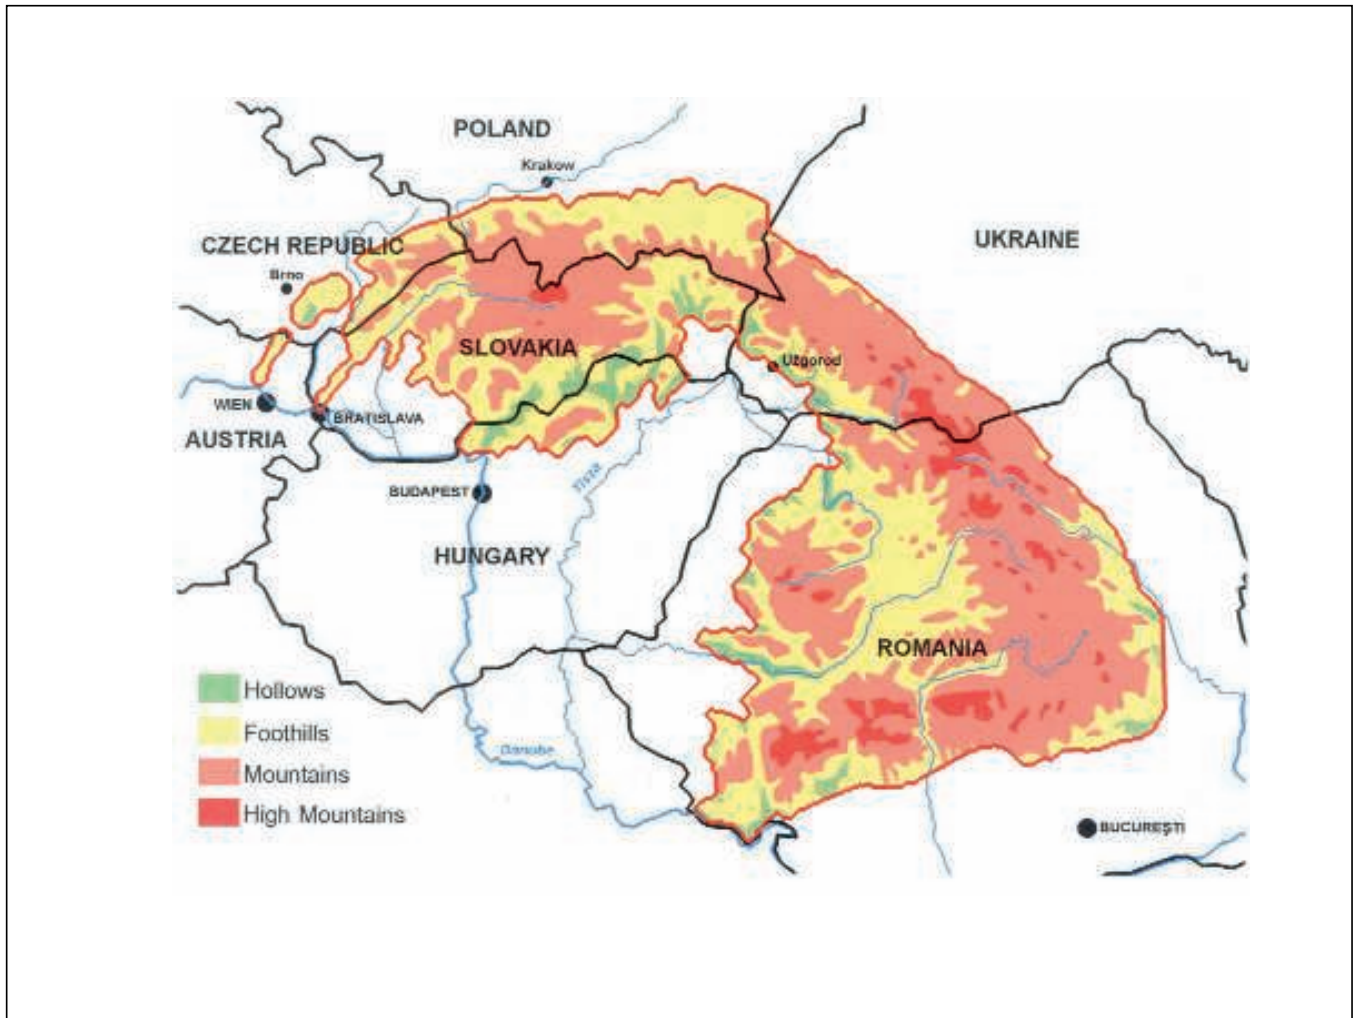 POLAND
Krakow
CZECH REPUBLIC
UKRAINE
Brno
SLOVAKIA
Užgorod
WIEN
BRATISLAVA
AUSTRIA
Tisza
BUDAPEST
HUNGARY
ROMANIA
Hollows
Foothills
Danube
Mountains
High Mountains
BUCUREŞTI